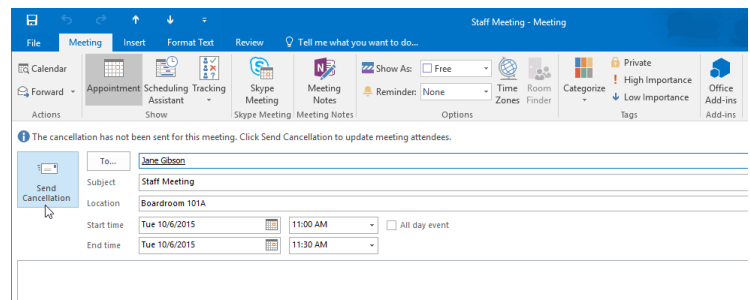 Staff Meeting - Meeting
File Meeting Insert Format Text Review Tell me what you want to do...
Calendar
Forward
Actions
Appointment Scheduling Assistant Tracking
Show
Skype Meeting
Skype Meeting
Meeting Notes
Meeting Notes
Show As: Free
Reminder: None
Time Zones Room Finder
Options
Categorize
Private
High Importance
Low Importance
Tags
Office Add-ins
Add-ins
The cancellation has not been sent for this meeting. Click Send Cancellation to update meeting attendees.
Send Cancellation
To... Jane Gibson
Subject Staff Meeting
Location Boardroom 101A
Start time Tue 10/6/2015 11:00 AM All day event
End time Tue 10/6/2015 11:30 AM